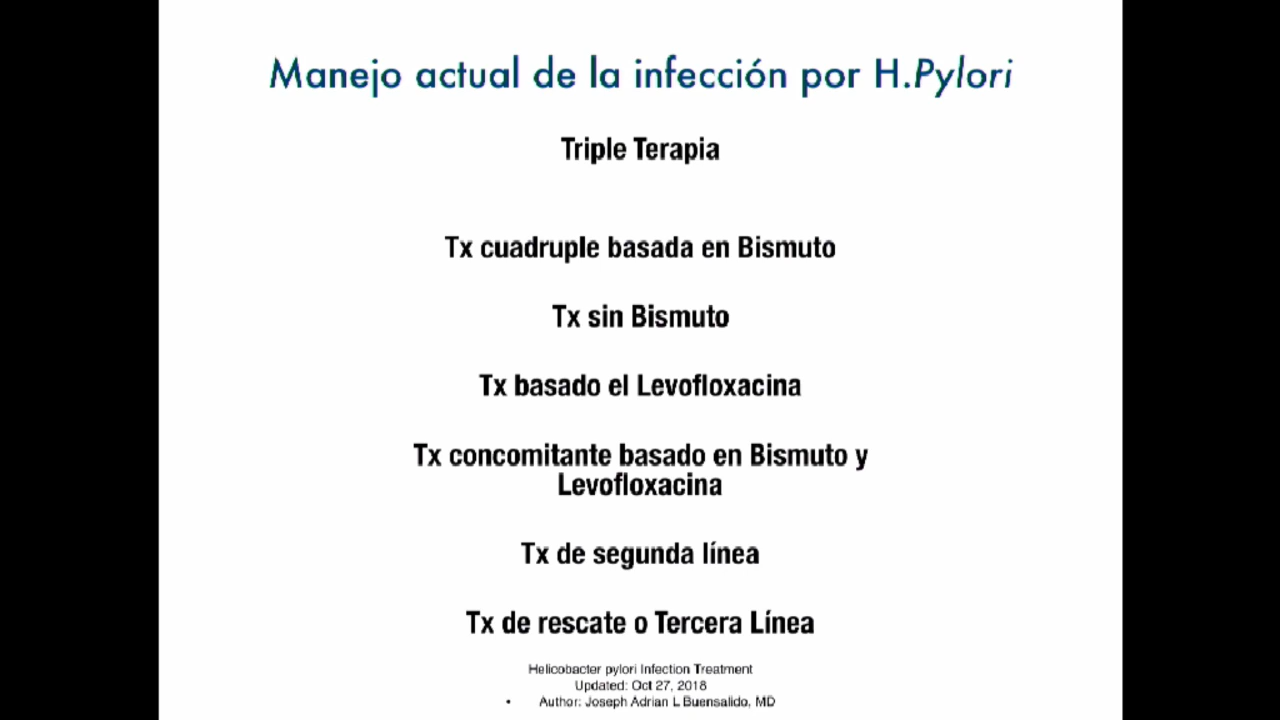 Manejo actual de la infección por H.Pylori
Triple Terapia
Tx cuadruple basada en Bismuto
Tx sin Bismuto
Tx basado el Levofloxacina
Tx concomitante basado en Bismuto y
Levofloxacina
Tx de segunda línea
Tx de rescate o Tercera Línea
Helicobacter pylori Infection Treatment
Updated: Oct 27, 2018
• Author: Joseph Adrian L Buensalido, MD